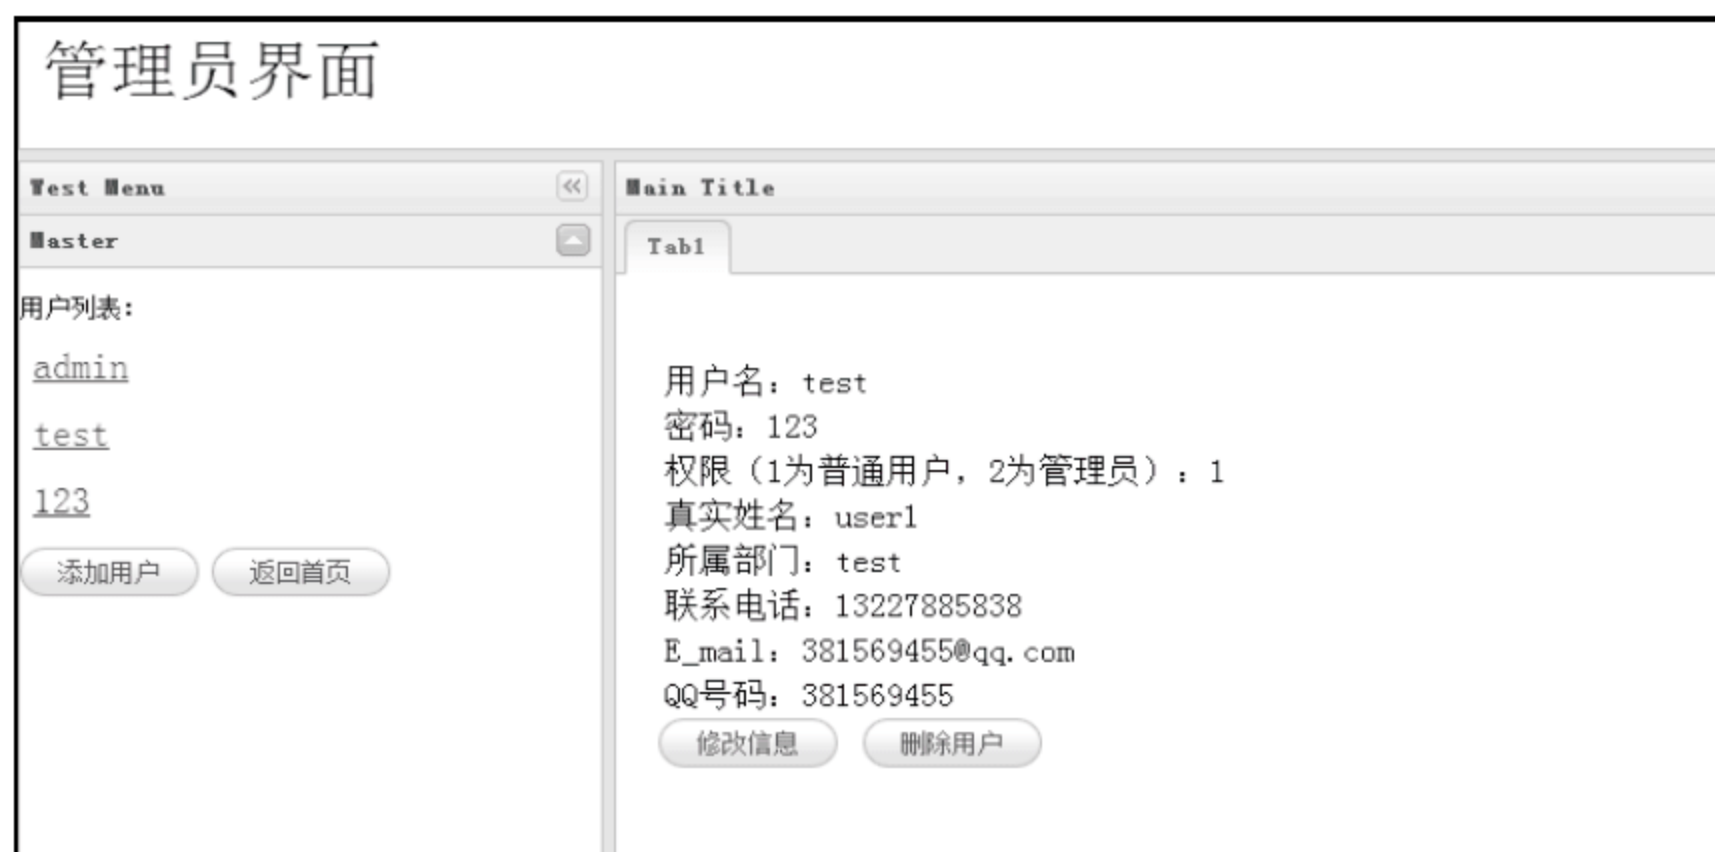 管理员界面
West Menu
Master
用户列表:
admin
test
123
添加用户 返回首页
Main Title
Tab1
用户名: test
密码: 123
权限（1为普通用户, 2为管理员）: 1
真实姓名: user1
所属部门: test
联系电话: 13227885838
E_mail: 381569455@qq.com
QQ号码: 381569455
修改信息 删除用户